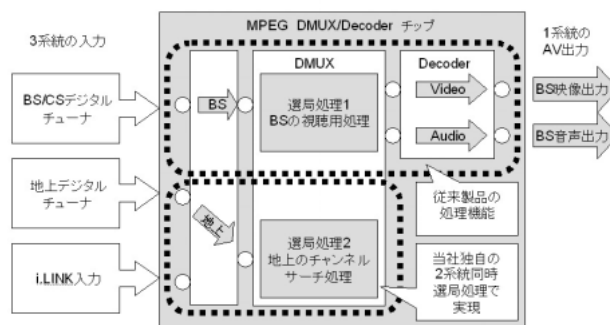 MPEG DMUX/Decoder チップ
3系統の入力
1系統の
AV出力
DMUX
Decoder
BS/CSデジタル
チューナ
BS
選局処理1
BSの視聴用処理
Video
Audio
BS映像出力
BS音声出力
地上デジタル
チューナ
地上
従来製品の
処理機能
i.LINK入力
選局処理2
地上のチャンネル
サーチ処理
当社独自の
2系統同時
選局処理で
実現